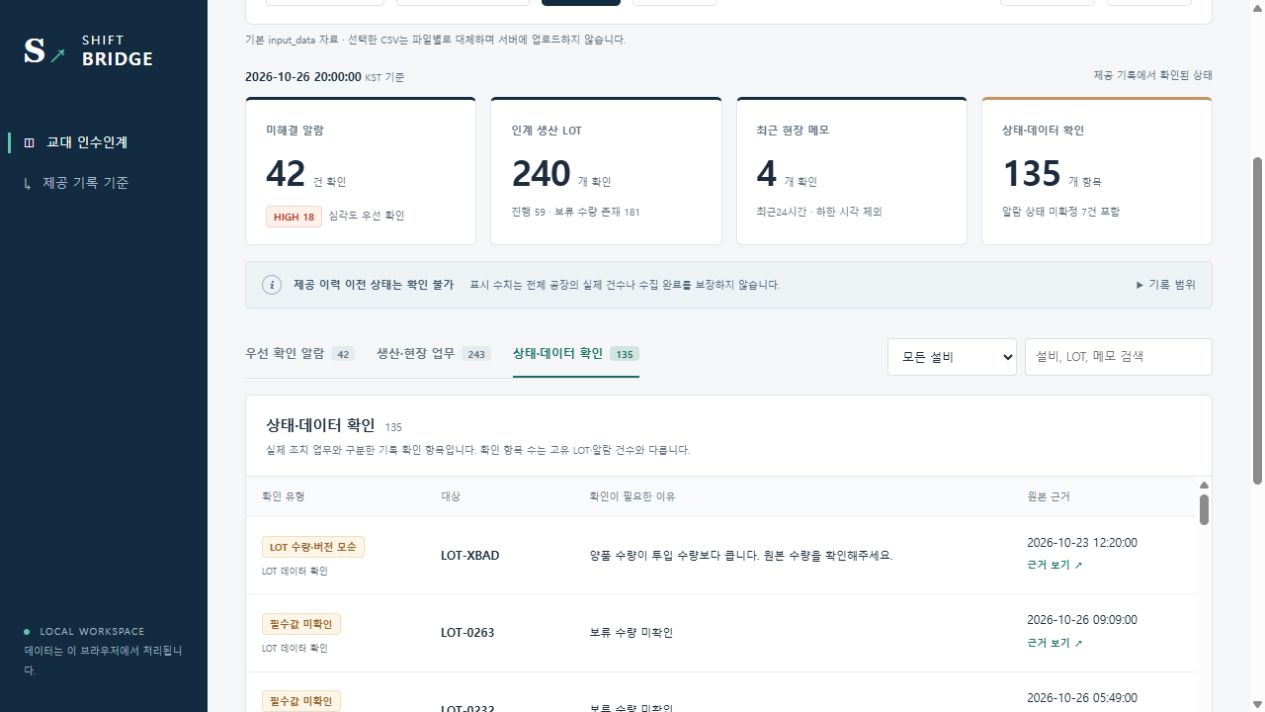 S↗ SHIFT
BRIDGE
교대 인수인계
제공 기록 기준
LOCAL WORKSPACE
데이터는 이 브라우저에서 처리됩니
다.
기본 input_data 자료 · 선택한 CSV는 파일별로 대체하며 서버에 업로드하지 않습니다.
2026-10-26 20:00:00 KST 기준
제공 기록에서 확인된 상태
미해결 알람
42 건 확인
HIGH 18 심각도 우선 확인
인계 생산 LOT
240 개 확인
진행 59 · 보류 수량 존재 181
최근 현장 메모
4 개 확인
최근24시간 · 하한 시각 제외
상태·데이터 확인
135 개 항목
알람 상태 미확정 7건 포함
i 제공 이력 이전 상태는 확인 불가 표시 수치는 전체 공장의 실제 건수나 수집 완료를 보장하지 않습니다. ▶ 기록 범위
우선 확인 알람 42 생산·현장 업무 243 상태·데이터 확인 135
모든 설비 설비, LOT, 메모 검색
상태·데이터 확인 135
실제 조치 업무와 구분한 기록 확인 항목입니다. 확인 항목 수는 고유 LOT·알람 건수와 다릅니다.
확인 유형 대상 확인이 필요한 이유 원본 근거
LOT 수량·버전 모순
LOT 데이터 확인
LOT-XBAD
양품 수량이 투입 수량보다 큽니다. 원본 수량을 확인해주세요.
2026-10-23 12:20:00
근거 보기 ↗
필수값 미확인
LOT 데이터 확인
LOT-0263
보류 수량 미확인
2026-10-26 09:09:00
근거 보기 ↗
필수값 미확인
LOT-0232
보류 수량 미확인
2026-10-26 05:49:00